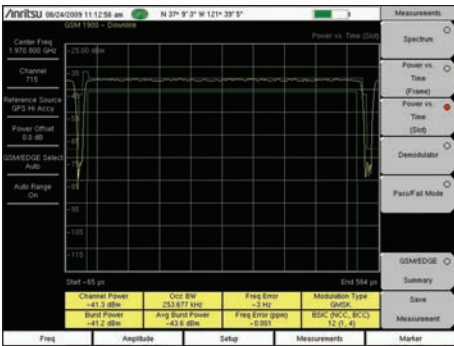 Anritsu 06/24/2009 11:12:56 am N 37° 9' 3" W 121° 39' 5" Measurements
GSM 1900 - Downlink Power vs. Time (Slot)
Center Freq
1.970 800 GHz
Channel
715
Reference Source
GPS Hi Accy
Power Offset
0.0 dB
GSM/EDGE Select
Auto
Auto Range
On
-25.00 dBm
-35
-85
-95
-105
-115
Start -65 µs End 564 µs
Channel Power
-41.3 dBm
Occ BW
253.677 kHz
Freq Error
-3 Hz
Modulation Type
GMSK
Burst Power
-41.2 dBm
Avg Burst Power
-43.6 dBm
Freq Error (ppm)
-0.001
BSIC (NCC, BCC)
12 (1, 4)
Spectrum
Power vs.
Time
(Frame)
Power vs.
Time
(Slot)
Demodulator
Pass/Fail Mode
GSM/EDGE
Summary
Save
Measurement
Freq Amplitude Setup Measurements Marker